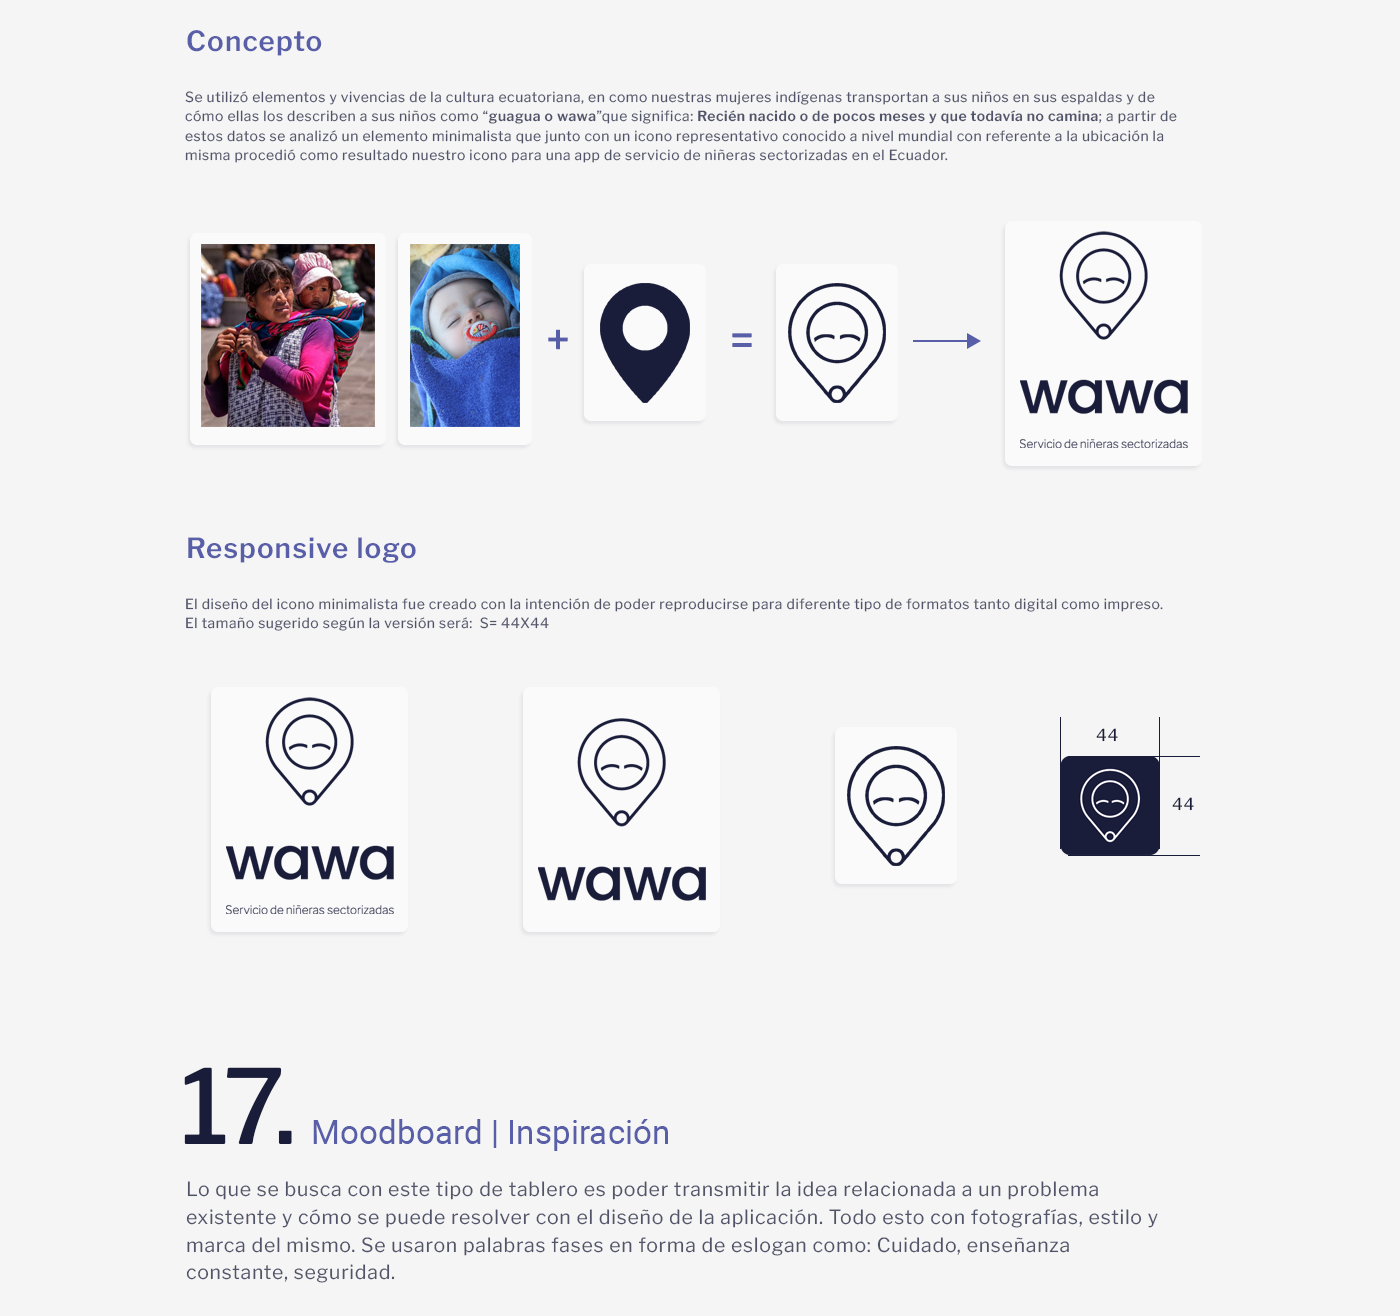 Concepto
Se utilizó elementos y vivencias de la cultura ecuatoriana, en como nuestras mujeres indígenas transportan a sus niños en sus espaldas y de
cómo ellas los describen a sus niños como “guagua o wawa”que significa: Recién nacido o de pocos meses y que todavía no camina; a partir de
estos datos se analizó un elemento minimalista que junto con un icono representativo conocido a nivel mundial con referente a la ubicación la
misma procedió como resultado nuestro icono para una app de servicio de niñeras sectorizadas en el Ecuador.
+
=
wawa
Servicio de niñeras sectorizadas
Responsive logo
El diseño del icono minimalista fue creado con la intención de poder reproducirse para diferente tipo de formatos tanto digital como impreso.
El tamaño sugerido según la versión será: S= 44X44
wawa
Servicio de niñeras sectorizadas
wawa
44
44
17. Moodboard | Inspiración
Lo que se busca con este tipo de tablero es poder transmitir la idea relacionada a un problema
existente y cómo se puede resolver con el diseño de la aplicación. Todo esto con fotografías, estilo y
marca del mismo. Se usaron palabras fases en forma de eslogan como: Cuidado, enseñanza
constante, seguridad.